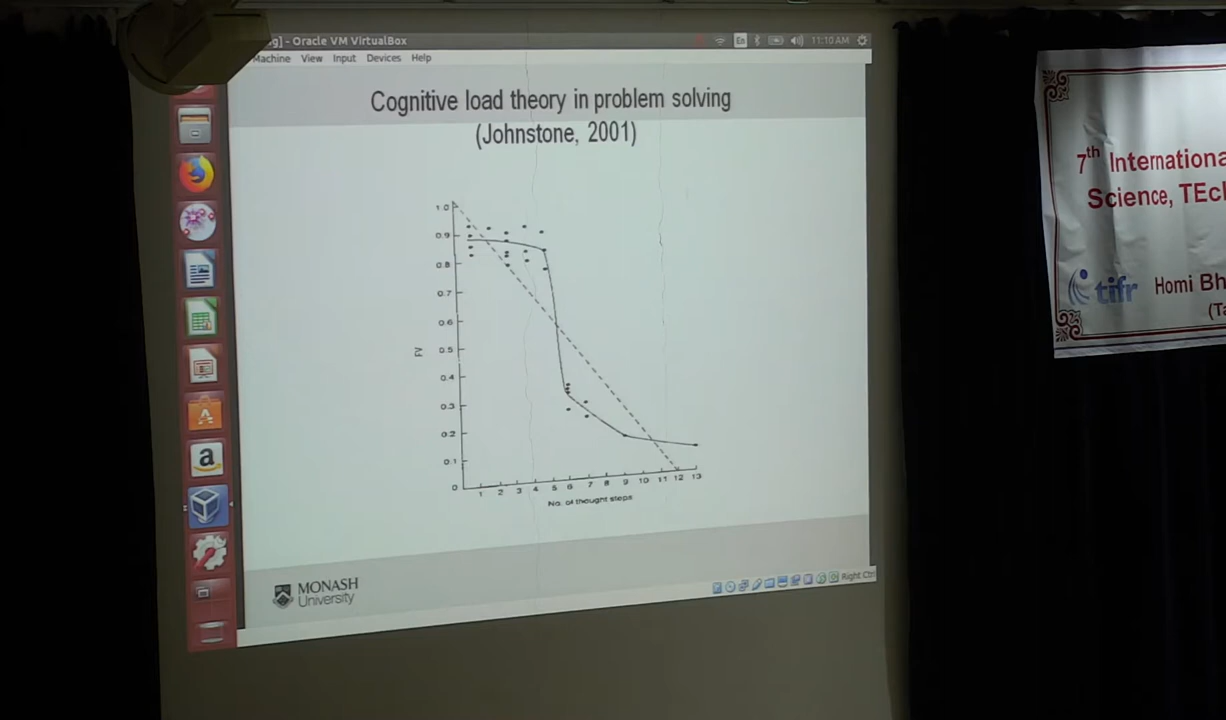 g] - Oracle VM VirtualBox
En 11:10 AM
Machine View Input Devices Help
Cognitive load theory in problem solving
(Johnstone, 2001)
1.0
0.9
0.8
0.7
0.6
0.5
FV
0.4
0.3
0.2
0.1
0
1 2 3 4 5 6 7 8 9 10 11 12 13
No. of thought steps
MONASH
University
Right Ctrl
a
7th Internationa
Science, TEc
tifr Homi Bh
(Ta